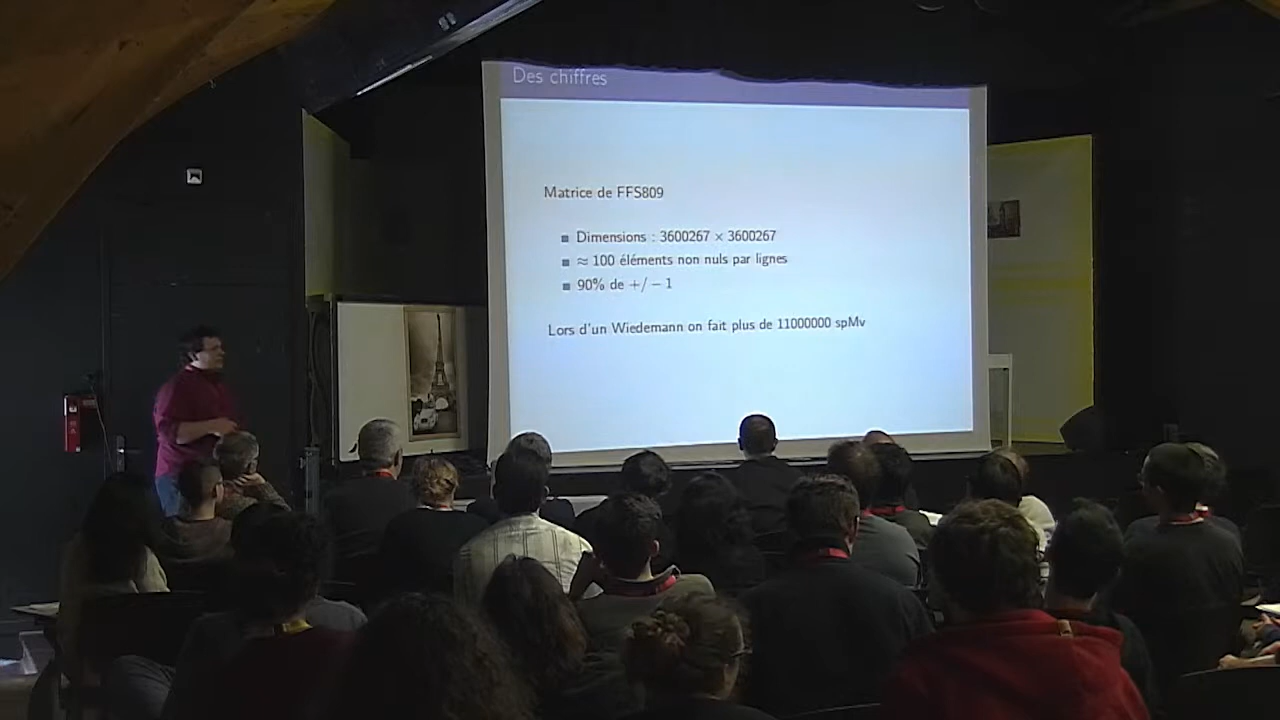 Des chiffres
Matrice de FFS809
Dimensions : 3600267 × 3600267
≈ 100 éléments non nuls par lignes
90% de +/ − 1
Lors d'un Wiedemann on fait plus de 11000000 spMv